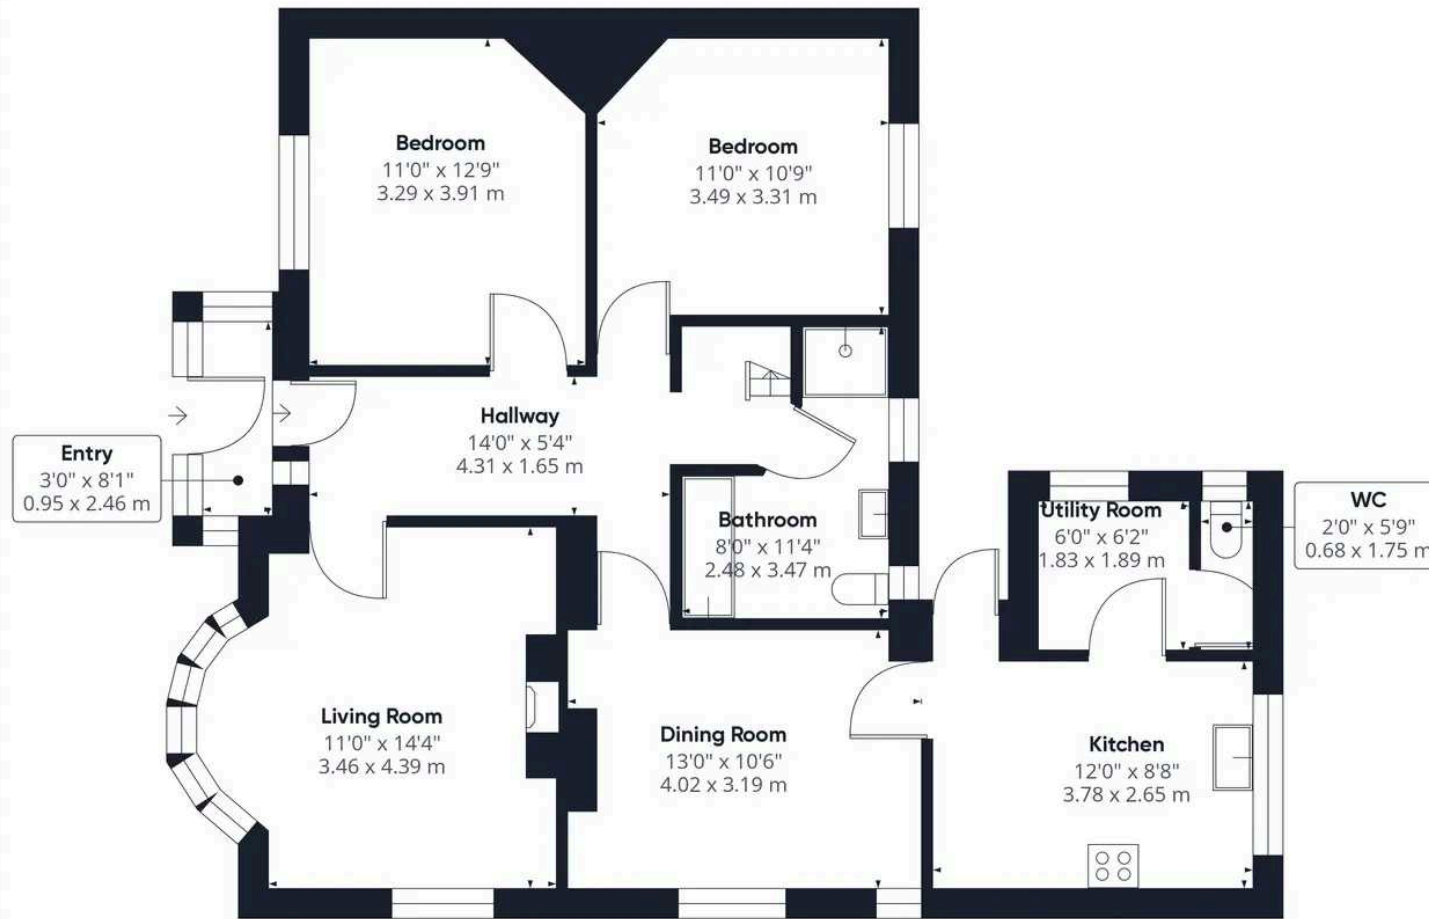 Bedroom
11'0" x 12'9"
3.29 x 3.91 m
Bedroom
11'0" x 10'9"
3.49 x 3.31 m
Hallway
14'0" x 5'4"
4.31 x 1.65 m
Entry
3'0" x 8'1"
0.95 x 2.46 m
Bathroom
8'0" x 11'4"
2.48 x 3.47 m
Utility Room
6'0" x 6'2"
1.83 x 1.89 m
WC
2'0" x 5'9"
0.68 x 1.75 m
Living Room
11'0" x 14'4"
3.46 x 4.39 m
Dining Room
13'0" x 10'6"
4.02 x 3.19 m
Kitchen
12'0" x 8'8"
3.78 x 2.65 m